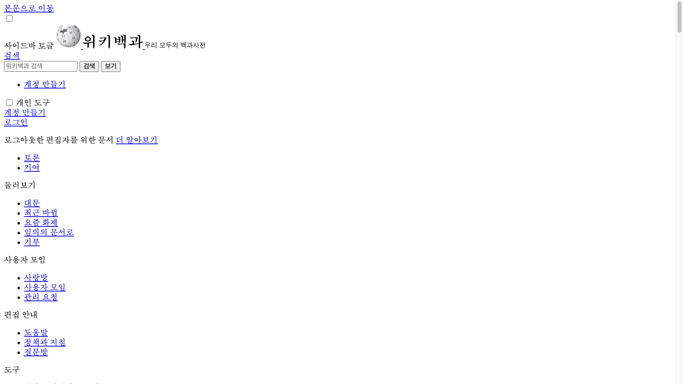 본문으로 이동
사이드바 토글 위키백과 우리 모두의 백과사전
검색
위키백과 검색 검색 보기
계정 만들기
개인 도구
계정 만들기
로그인
로그아웃한 편집자를 위한 문서 더 알아보기
토론
기여
둘러보기
대문
최근 바뀜
요즘 화제
임의의 문서로
기부
사용자 모임
사랑방
사용자 모임
관리 요청
편집 안내
도움말
정책과 지침
질문방
도구